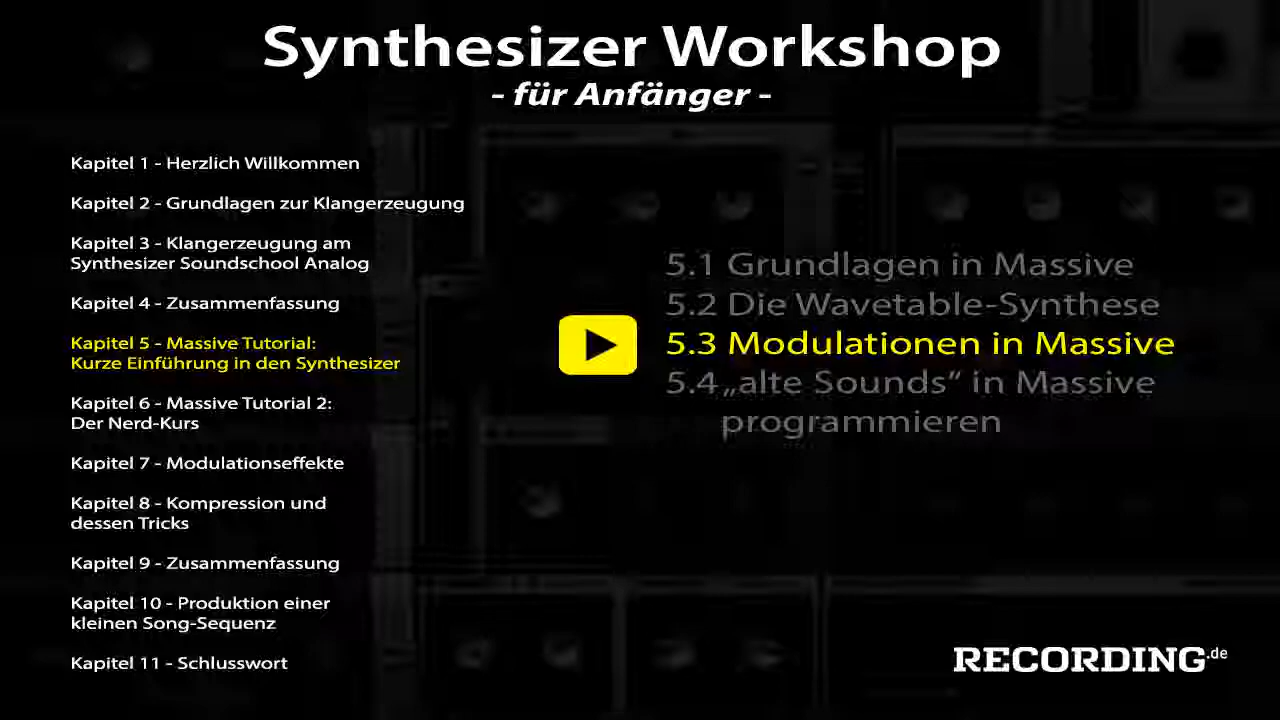 Synthesizer Workshop
- für Anfänger -
Kapitel 1 - Herzlich Willkommen
Kapitel 2 - Grundlagen zur Klangerzeugung
Kapitel 3 - Klangerzeugung am
Synthesizer Soundschool Analog
Kapitel 4 - Zusammenfassung
Kapitel 5 - Massive Tutorial:
Kurze Einführung in den Synthesizer
Kapitel 6 - Massive Tutorial 2:
Der Nerd-Kurs
Kapitel 7 - Modulationseffekte
Kapitel 8 - Kompression und
dessen Tricks
Kapitel 9 - Zusammenfassung
Kapitel 10 - Produktion einer
kleinen Song-Sequenz
Kapitel 11 - Schlusswort
5.1 Grundlagen in Massive
5.2 Die Wavetable-Synthese
5.3 Modulationen in Massive
5.4 „alte Sounds“ in Massive
programmieren
RECORDING.de